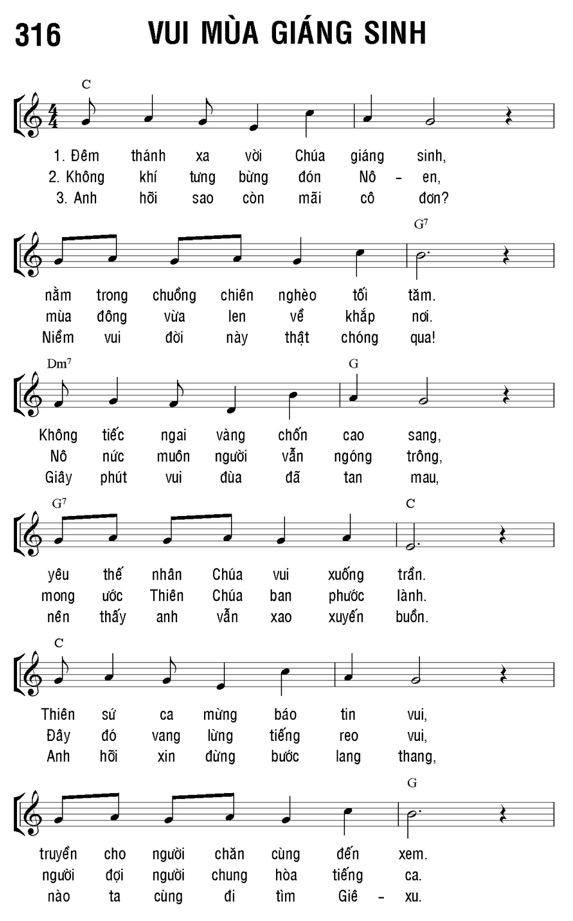 316 VUI MÙA GIÁNG SINH
C
1. Đêm thánh xa vời Chúa giáng sinh,
2. Không khí tưng bừng đón Nô - en,
3. Anh hỡi sao còn mãi cô đơn?
G7
nằm trong chuồng chiên nghèo tối tăm.
mùa đông vừa len về khắp nơi.
Niềm vui đời này thật chóng qua!
Dm7 G
Không tiếc ngai vàng chốn cao sang,
Nô nức muôn người vẫn ngóng trông,
Giây phút vui đùa đã tan mau,
G7 C
yêu thế nhân Chúa vui xuống trần.
mong ước Thiên Chúa ban phước lành.
nên thấy anh vẫn xao xuyến buồn.
C
Thiên sứ ca mừng báo tin vui,
Đây đó vang lừng tiếng reo vui,
Anh hỡi xin đừng bước lang thang,
G
truyền cho người chăn cùng đến xem.
người đợi người chung hòa tiếng ca.
nào ta cùng đi tìm Giê - xu.